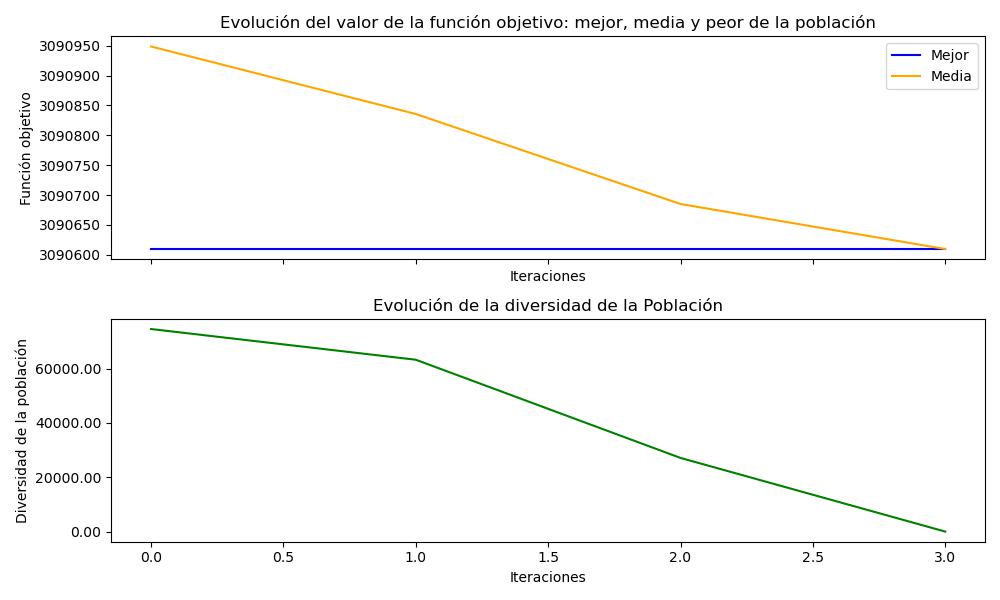 Evolución del valor de la función objetivo: mejor, media y peor de la población
3090950
3090900
3090850
3090800
3090750
3090700
3090650
3090600
Función objetivo
Mejor
Media
Iteraciones
Evolución de la diversidad de la Población
60000.00
40000.00
20000.00
0.00
Diversidad de la población
0.0 0.5 1.0 1.5 2.0 2.5 3.0
Iteraciones